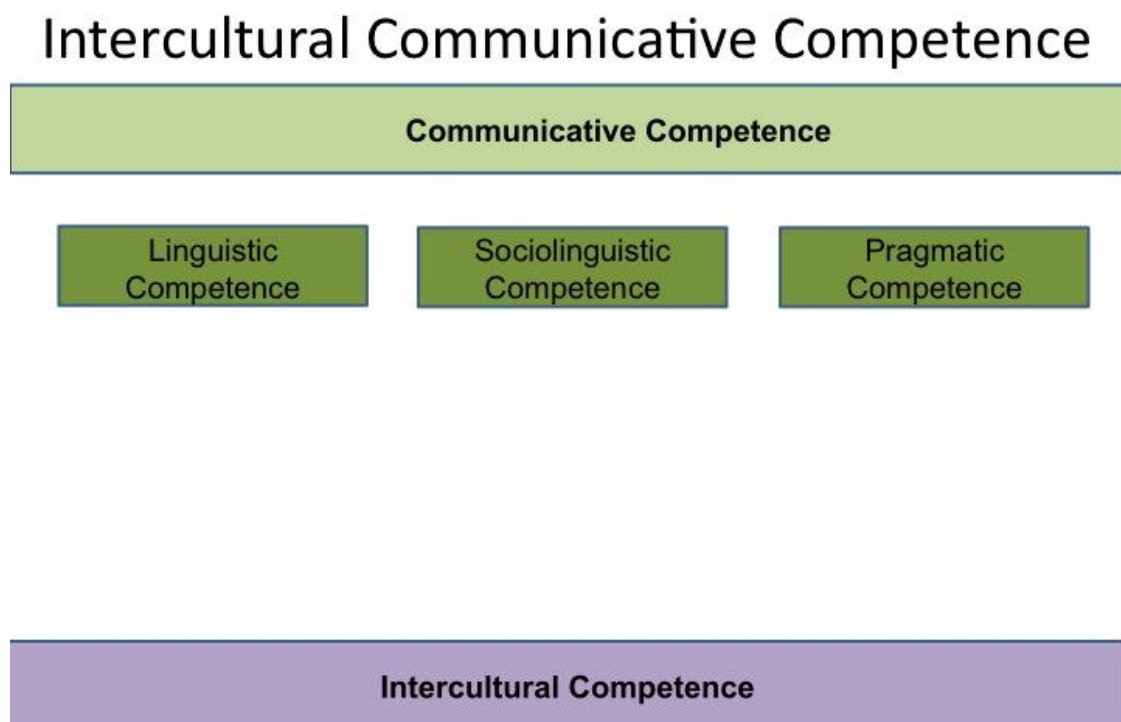 Intercultural Communicative Competence
Communicative Competence
Linguistic
Competence
Sociolinguistic
Competence
Pragmatic
Competence
Intercultural Competence